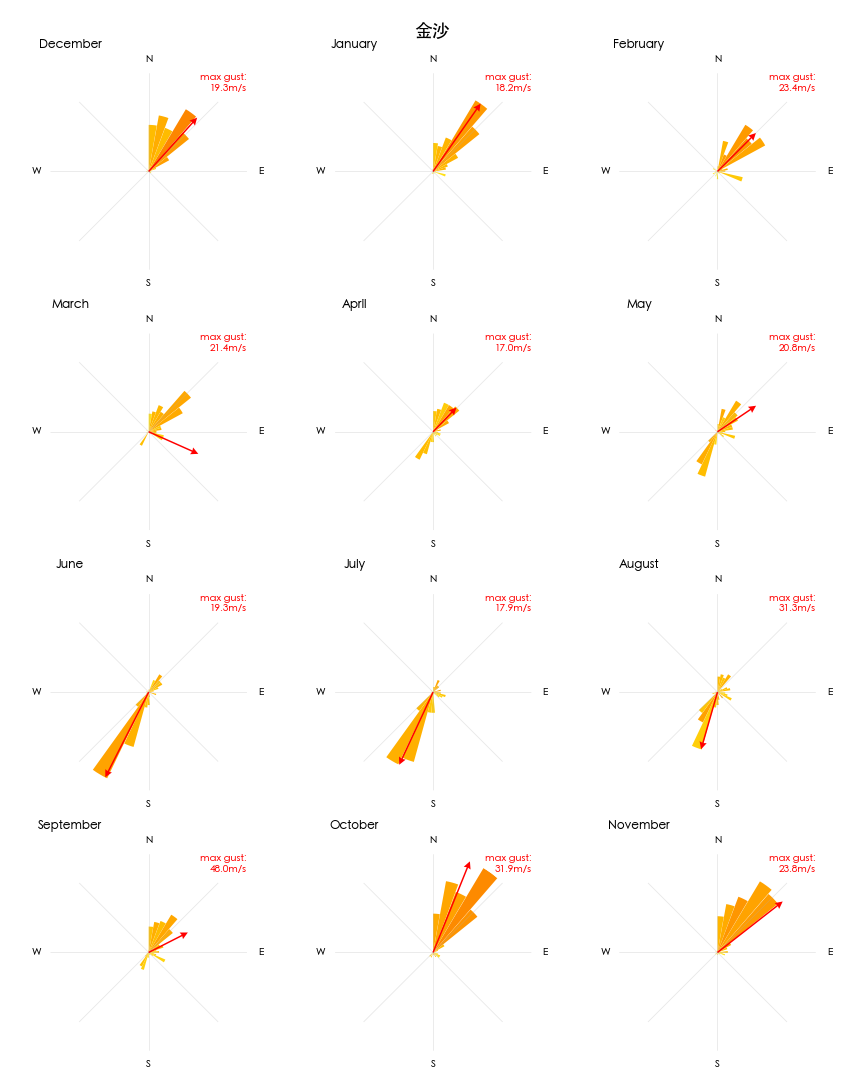 金沙
December
N
max gust:
19.3m/s
W
E
S
January
N
max gust:
18.2m/s
W
E
S
February
N
max gust:
23.4m/s
W
E
S
March
N
max gust:
21.4m/s
W
E
S
April
N
max gust:
17.0m/s
W
E
S
May
N
max gust:
20.8m/s
W
E
S
June
N
max gust:
19.3m/s
W
E
S
July
N
max gust:
17.9m/s
W
E
S
August
N
max gust:
31.3m/s
W
E
S
September
N
max gust:
48.0m/s
W
E
S
October
N
max gust:
31.9m/s
W
E
S
November
N
max gust:
23.8m/s
W
E
S